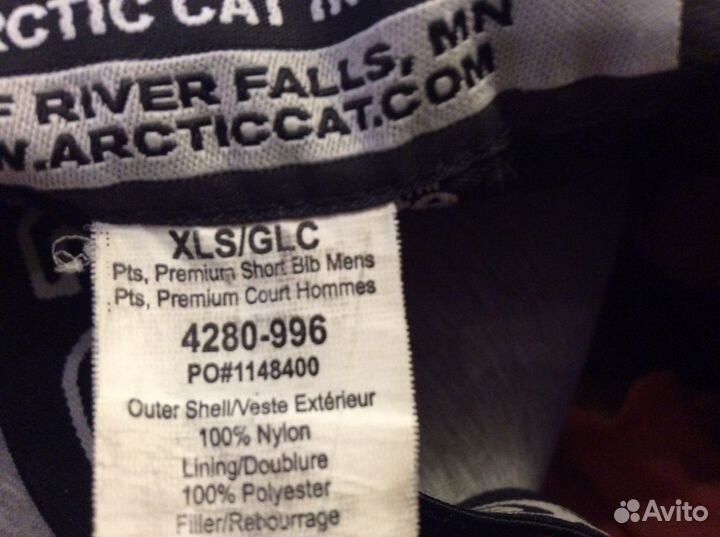 RCTIC CAT IN
F RIVER FALLS, MN
W.ARCTICCAT.COM
XLS/GLC
Pts, Premium Short Bib Mens
Pts, Premium Court Hommes
4280-996
PO#1148400
Outer Shell/Veste Extérieur
100% Nylon
Lining/Doublure
100% Polyester
Filler/Rebourrage
Avito